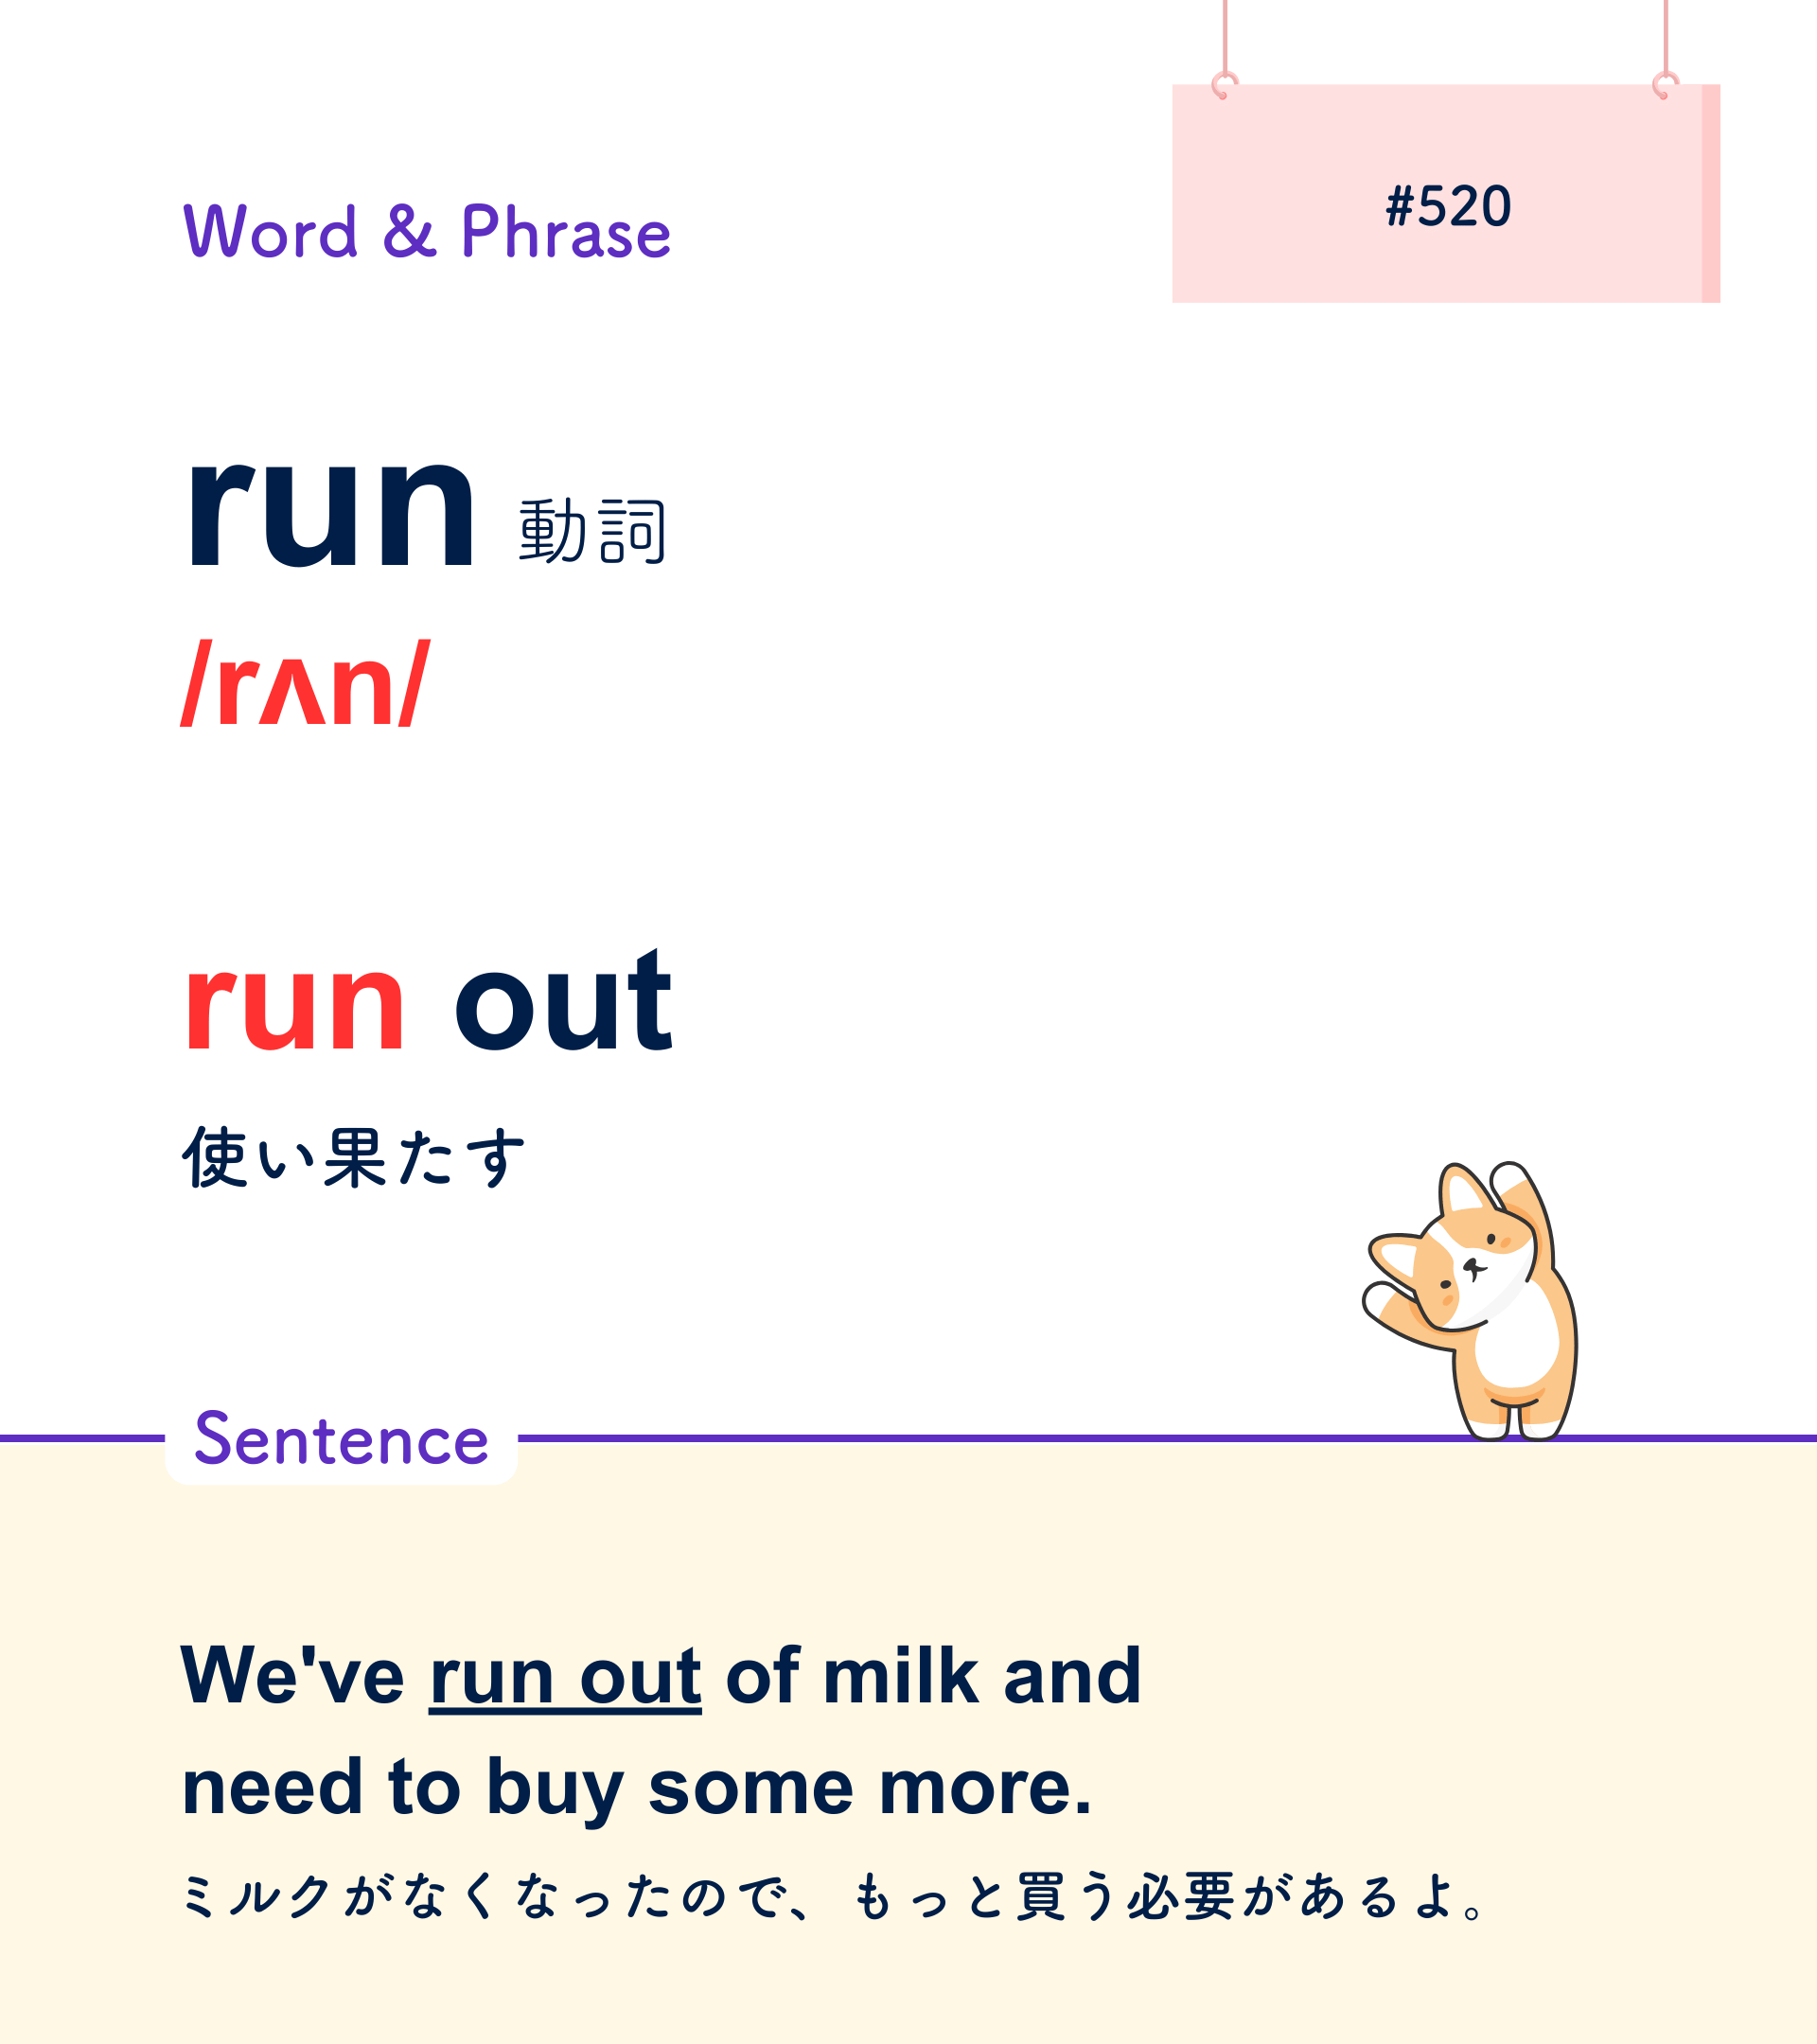 Word & Phrase
#520
run 動詞
/rʌn/
run out
使い果たす
Sentence
We've run out of milk and
need to buy some more.
ミルクがなくなったので、もっと買う必要があるよ。